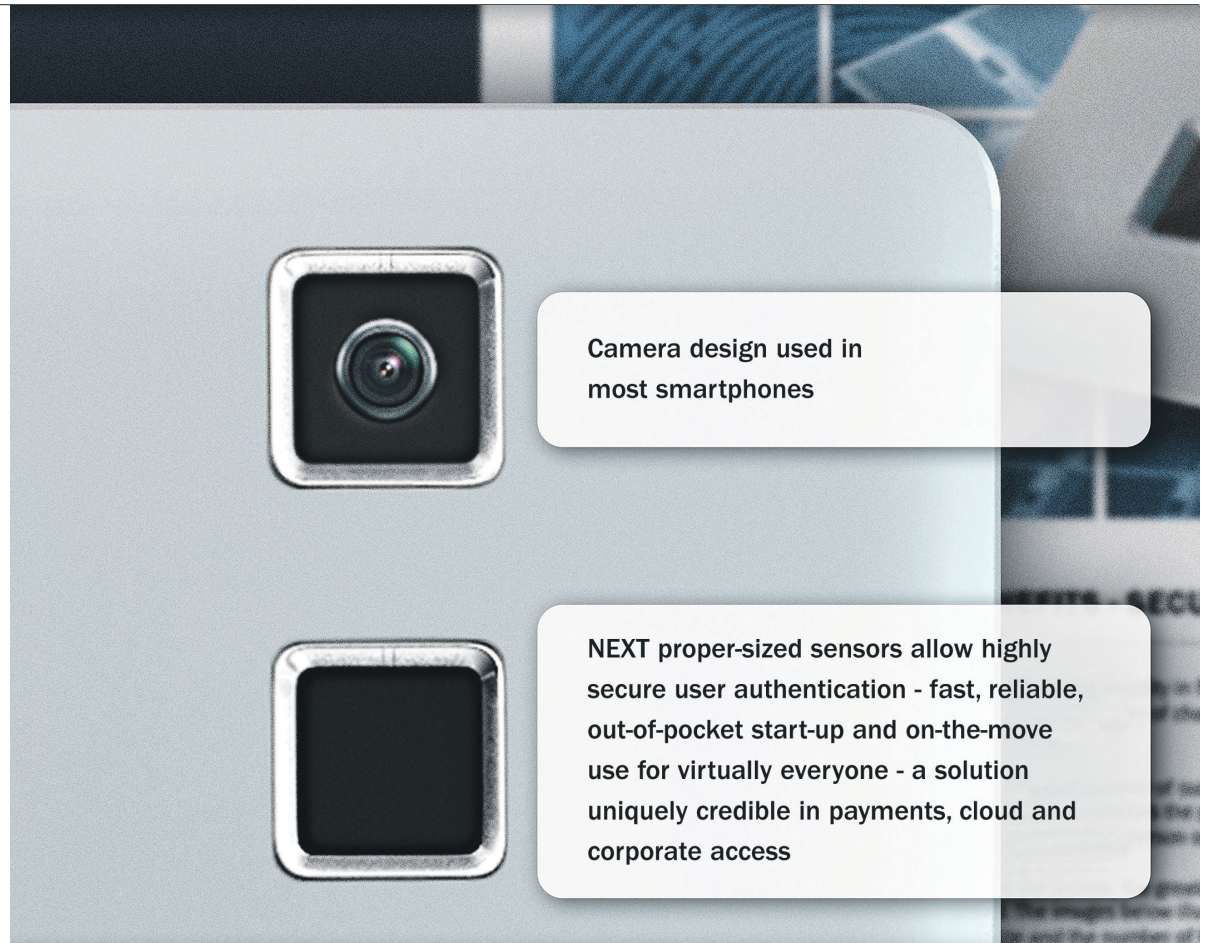 Camera design used in
most smartphones
NEXT proper-sized sensors allow highly
secure user authentication - fast, reliable,
out-of-pocket start-up and on-the-move
use for virtually everyone - a solution
uniquely credible in payments, cloud and
corporate access